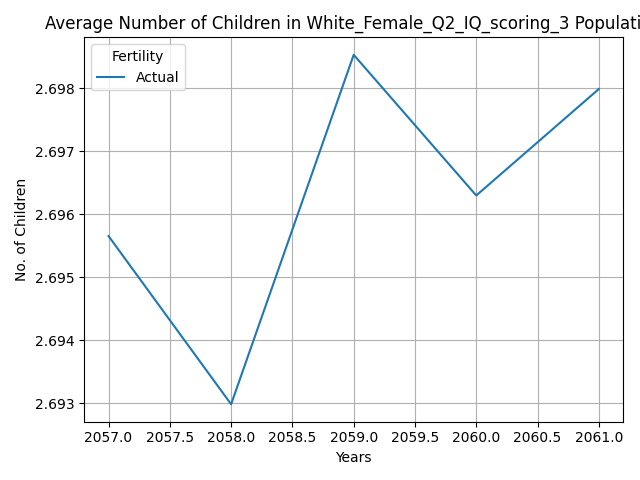 Average Number of Children in White_Female_Q2_IQ_scoring_3 Populati
Fertility
Actual
No. of Children
2.698
2.697
2.696
2.695
2.694
2.693
2057.0 2057.5 2058.0 2058.5 2059.0 2059.5 2060.0 2060.5 2061.0
Years